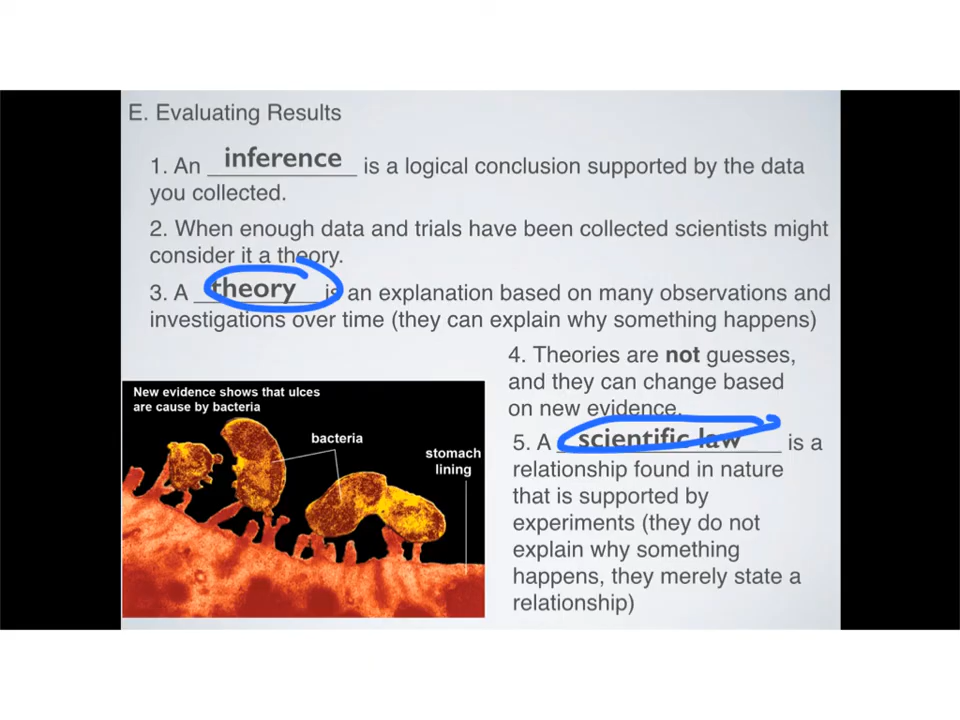 E. Evaluating Results
1. An inference is a logical conclusion supported by the data
you collected.
2. When enough data and trials have been collected scientists might
consider it a theory.
3. A theory is an explanation based on many observations and
investigations over time (they can explain why something happens)
4. Theories are not guesses,
and they can change based
on new evidence.
5. A scientific law is a
relationship found in nature
that is supported by
experiments (they do not
explain why something
happens, they merely state a
relationship)
New evidence shows that ulces
are cause by bacteria
bacteria
stomach
lining